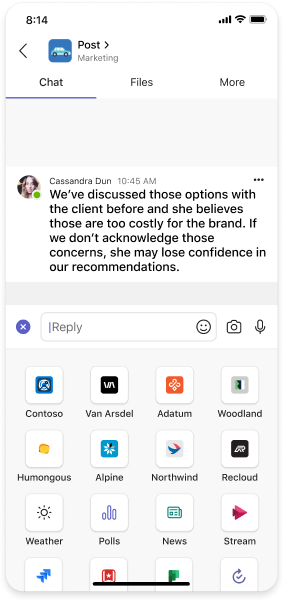 8:14
Post >
Marketing
Chat Files More
Cassandra Dun 10:45 AM
We've discussed those options with
the client before and she believes
those are too costly for the brand. If
we don't acknowledge those
concerns, she may lose confidence in
our recommendations.
Reply
Contoso Van Arsdel Adatum Woodland
Humongous Alpine Northwind Recloud
Weather Polls News Stream